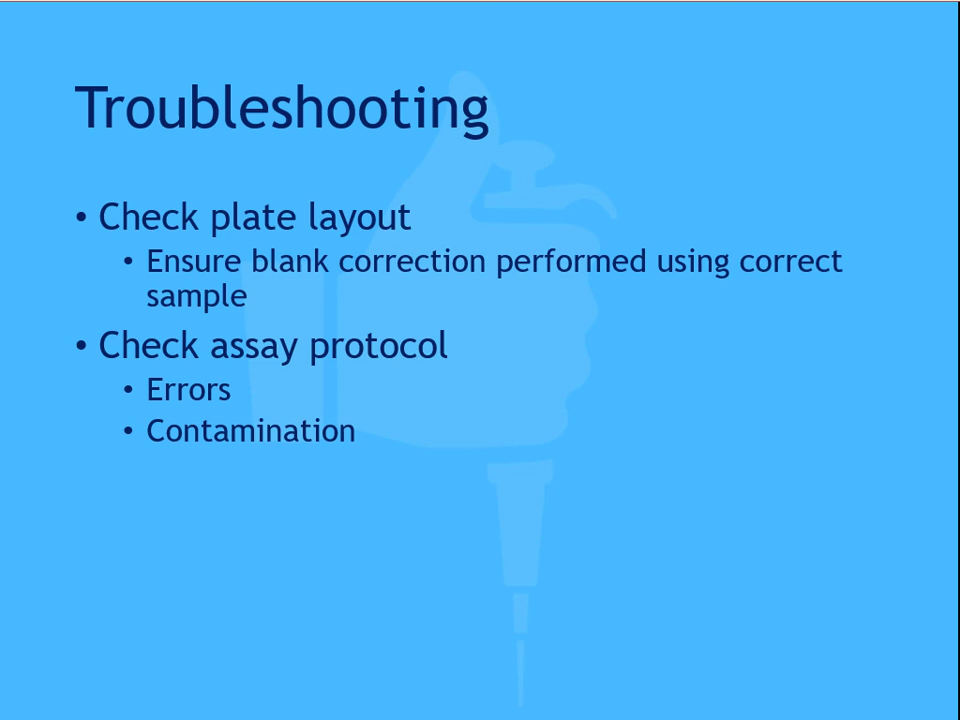 Troubleshooting
• Check plate layout
• Ensure blank correction performed using correct
sample
• Check assay protocol
• Errors
• Contamination